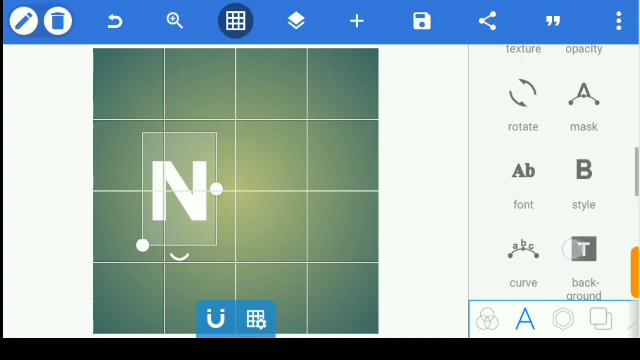 texture opacity
rotate mask
N
Ab B
font style
abc T
curve back-
ground
A